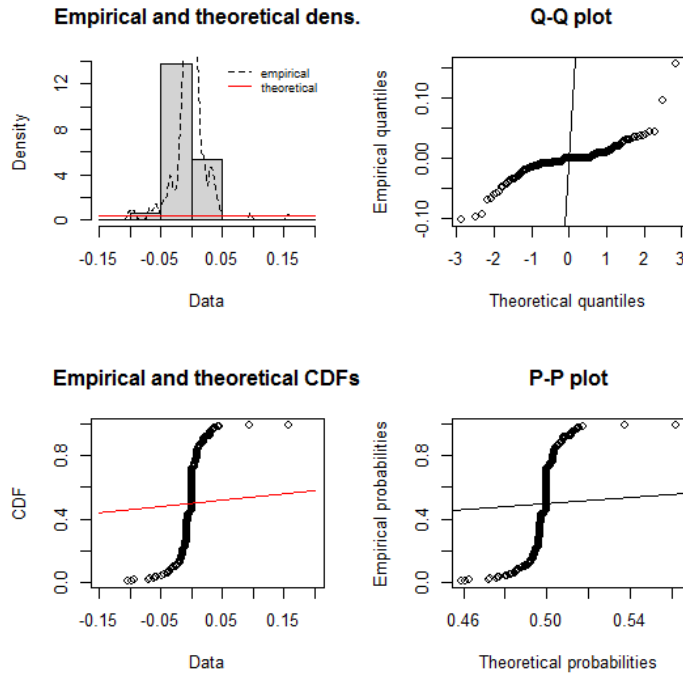 Empirical and theoretical dens.
Density
0 4 8 12
empirical
theoretical
-0.15 -0.05 0.05 0.15
Data
Q-Q plot
Empirical quantiles
-0.10 0.00 0.10
-3 -2 -1 0 1 2 3
Theoretical quantiles
Empirical and theoretical CDFs
CDF
0.0 0.4 0.8
-0.15 -0.05 0.05 0.15
Data
P-P plot
Empirical probabilities
0.0 0.4 0.8
0.46 0.50 0.54
Theoretical probabilities